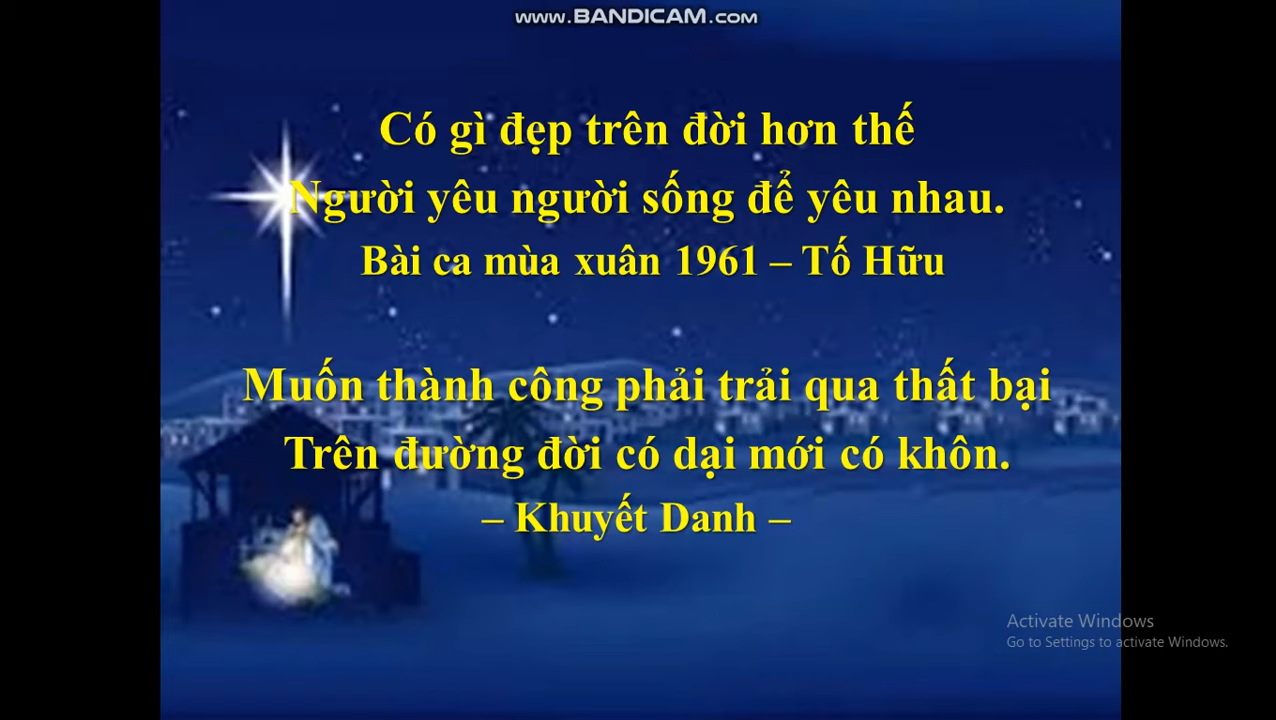 www.BANDICAM.com
Có gì đẹp trên đời hơn thế
Người yêu người sống để yêu nhau.
Bài ca mùa xuân 1961 – Tố Hữu
Muốn thành công phải trải qua thất bại
Trên đường đời có dại mới có khôn.
– Khuyết Danh –
Activate Windows
Go to Settings to activate Windows.